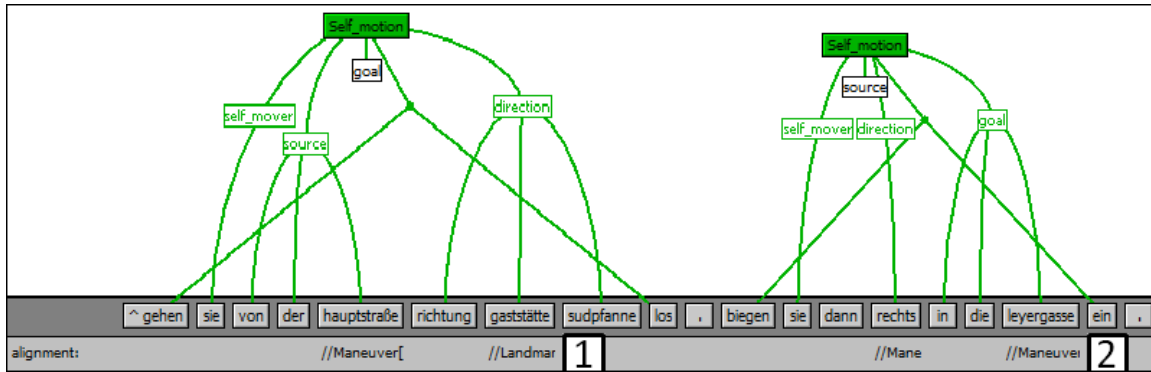 Self_motion
Self_motion
goal
source
self_mover
direction
source
self_mover
direction
goal
^ gehen sie von der hauptstraße richtung gaststätte sudpfanne los , biegen sie dann rechts in die leyergasse ein ,
alignment: //Maneuver[ //Landmar 1 //Mane //Maneuver 2